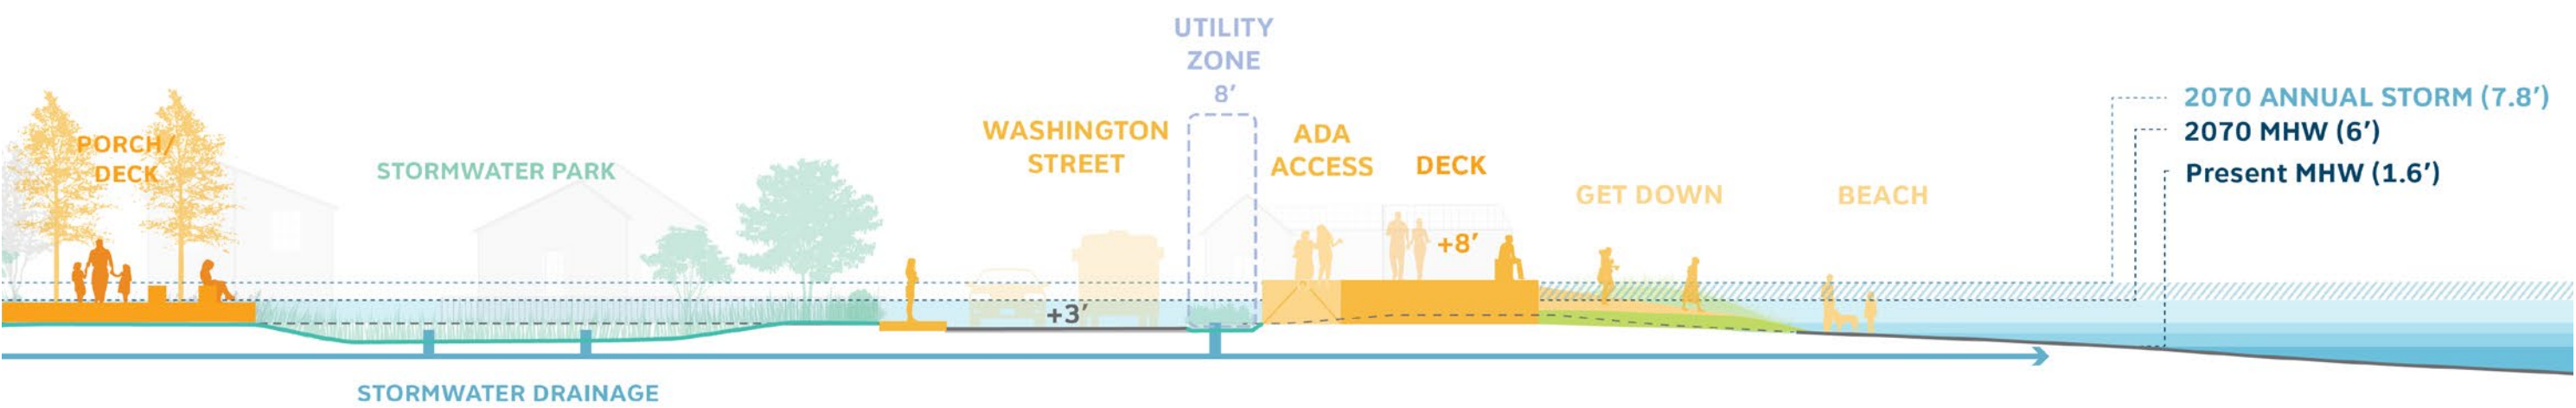 UTILITY
ZONE
8′
PORCH/
DECK
STORMWATER PARK
WASHINGTON
STREET
ADA
ACCESS
DECK
GET DOWN
BEACH
2070 ANNUAL STORM (7.8′)
2070 MHW (6′)
Present MHW (1.6′)
+3′
+8′
STORMWATER DRAINAGE